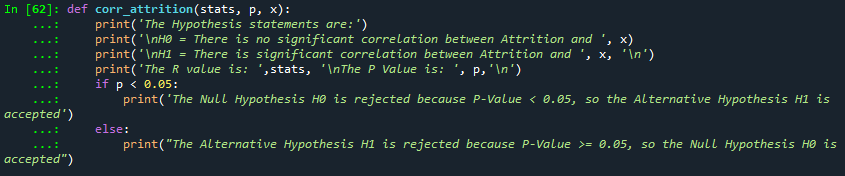 In [62]: def corr_attrition(stats, p, x):
    ...:     print('The Hypothesis statements are:')
    ...:     print('\nH0 = There is no significant correlation between Attrition and ', x)
    ...:     print('\nH1 = There is significant correlation between Attrition and ', x, '\n')
    ...:     print('The R value is: ',stats, '\nThe P Value is: ', p,'\n')
    ...:     if p < 0.05:
    ...:         print('The Null Hypothesis H0 is rejected because P-Value < 0.05, so the Alternative Hypothesis H1 is
accepted')
    ...:     else:
    ...:         print("The Alternative Hypothesis H1 is rejected because P-Value >= 0.05, so the Null Hypothesis H0 is
accepted")